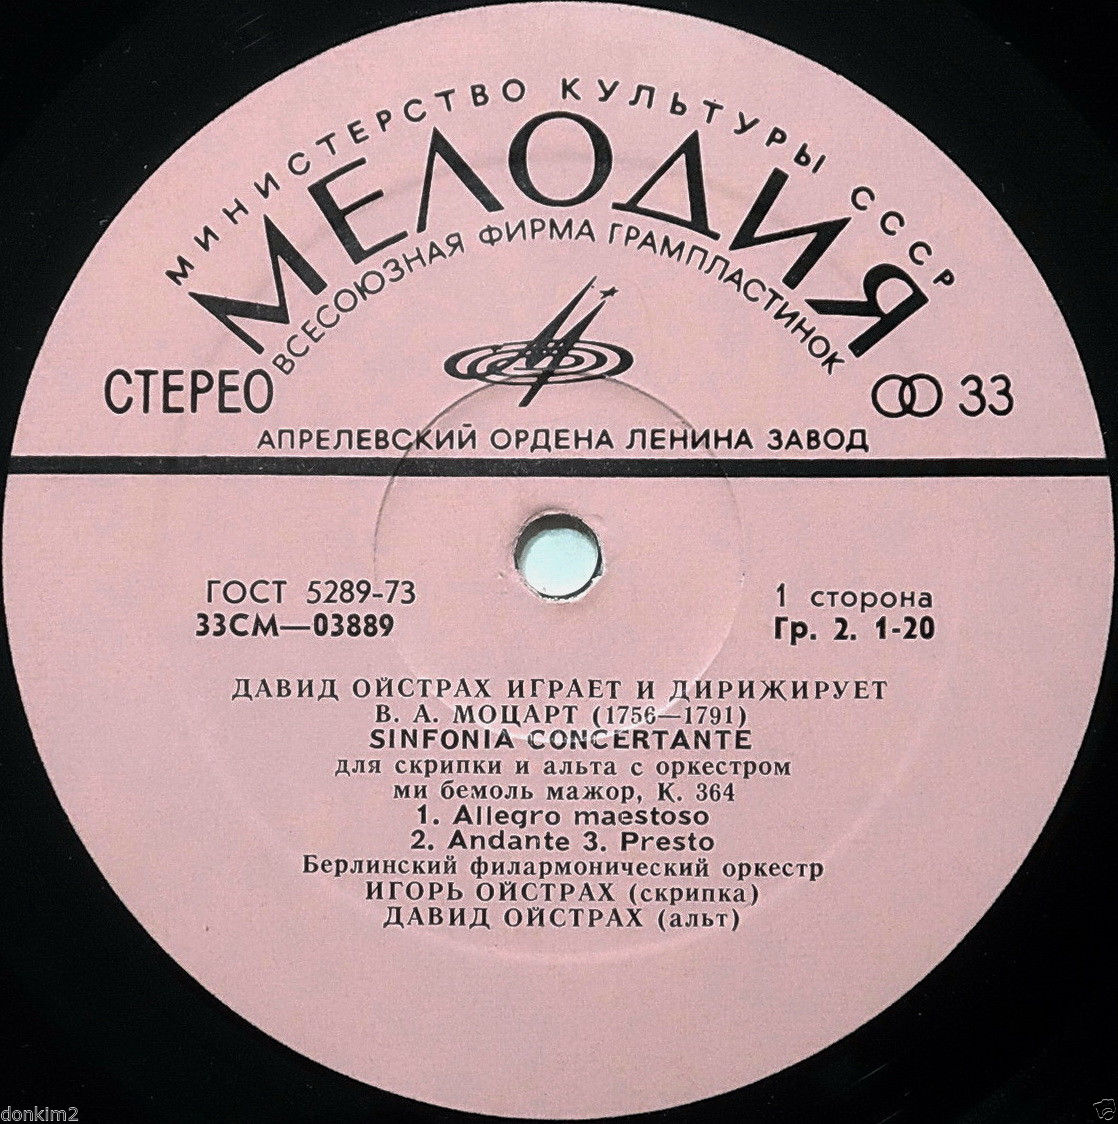 МИНИСТЕРСТВО КУЛЬТУРЫ СССР
МЕЛОДИЯ
ВСЕСОЮЗНАЯ ФИРМА ГРАМПЛАСТИНОК
СТЕРЕО
33
АПРЕЛЕВСКИЙ ОРДЕНА ЛЕНИНА ЗАВОД
ГОСТ 5289-73
33СМ—03889
1 сторона
Гр. 2. 1-20
ДАВИД ОЙСТРАХ ИГРАЕТ И ДИРИЖИРУЕТ
В. А. МОЦАРТ (1756—1791)
SINFONIA CONCERTANTE
для скрипки и альта с оркестром
ми бемоль мажор, К. 364
1. Allegro maestoso
2. Andante 3. Presto
Берлинский филармонический оркестр
ИГОРЬ ОЙСТРАХ (скрипка)
ДАВИД ОЙСТРАХ (альт)
donkim2